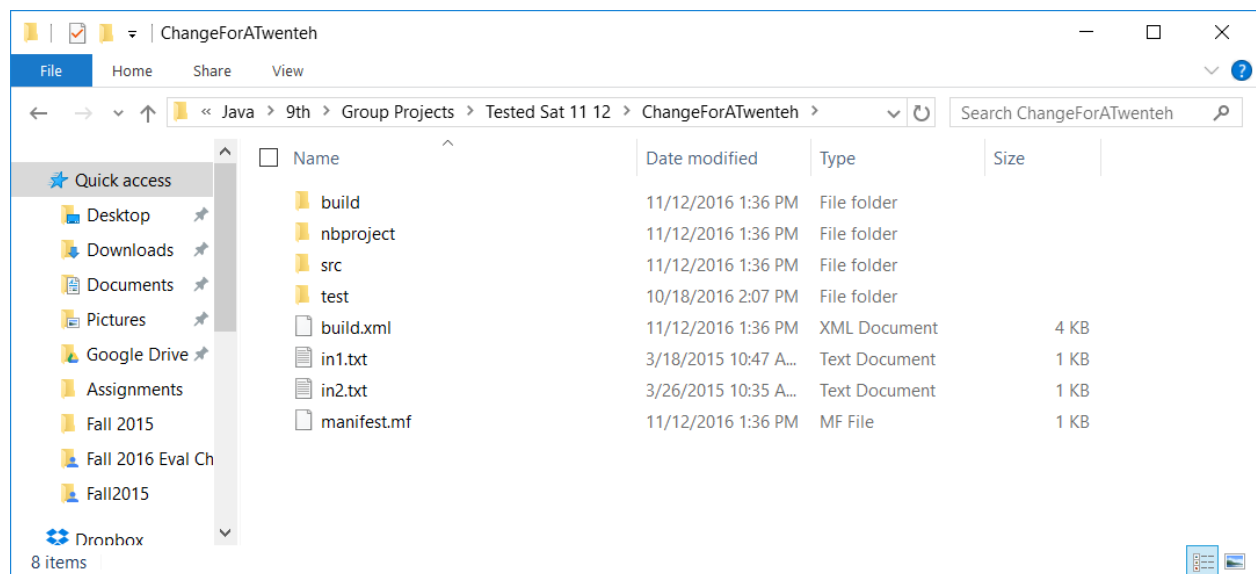 ChangeForATwenteh
File Home Share View
« Java > 9th > Group Projects > Tested Sat 11 12 > ChangeForATwenteh >
Search ChangeForATwenteh
Name Date modified Type Size
Quick access
Desktop
Downloads
Documents
Pictures
Google Drive
Assignments
Fall 2015
Fall 2016 Eval Ch
Fall2015
Dropbox
build 11/12/2016 1:36 PM File folder
nbproject 11/12/2016 1:36 PM File folder
src 11/12/2016 1:36 PM File folder
test 10/18/2016 2:07 PM File folder
build.xml 11/12/2016 1:36 PM XML Document 4 KB
in1.txt 3/18/2015 10:47 A... Text Document 1 KB
in2.txt 3/26/2015 10:35 A... Text Document 1 KB
manifest.mf 11/12/2016 1:36 PM MF File 1 KB
8 items